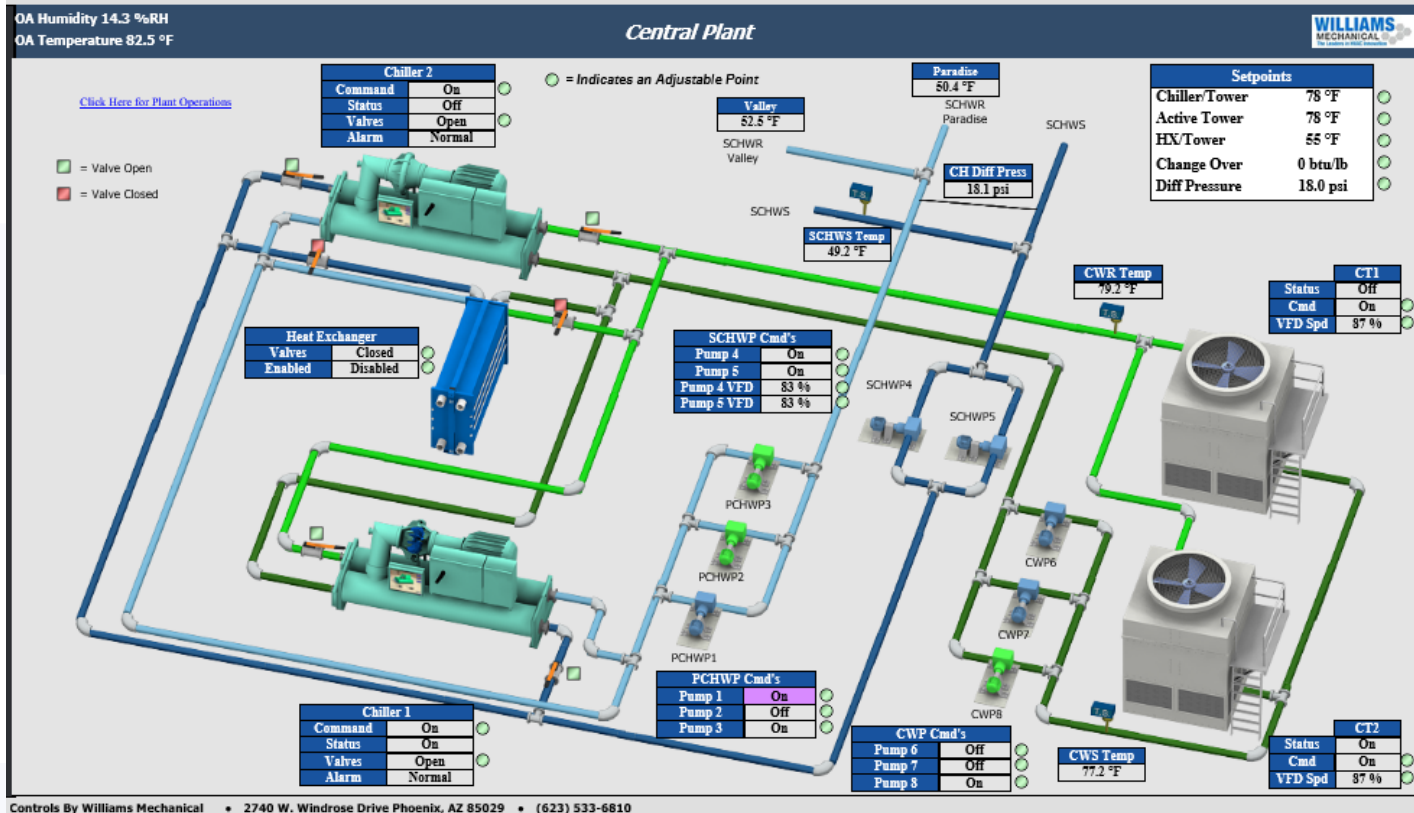 OA Humidity 14.3 %RH
OA Temperature 82.5 °F
Central Plant
WILLIAMS
MECHANICAL
Click Here for Plant Operations
= Valve Open
= Valve Closed
Chiller 2
Command On
Status Off
Valves Open
Alarm Normal
= Indicates an Adjustable Point
Valley
52.5 °F
SCHWR
Valley
Paradise
50.4 °F
SCHWR
Paradise
SCHWS
CH Diff Press
18.1 psi
SCHWS
T.S.
SCHWS Temp
49.2 °F
Setpoints
Chiller/Tower 78 °F
Active Tower 78 °F
HX/Tower 55 °F
Change Over 0 btu/lb
Diff Pressure 18.0 psi
CWR Temp
79.2 °F
T.S.
CT1
Status Off
Cmd On
VFD Spd 87 %
Heat Exchanger
Valves Closed
Enabled Disabled
SCHWP Cmd's
Pump 4 On
Pump 5 On
Pump 4 VFD 83 %
Pump 5 VFD 83 %
SCHWP4
SCHWP5
PCHWP3
PCHWP2
PCHWP1
CWP6
CWP7
CWP8
PCHWP Cmd's
Pump 1 On
Pump 2 Off
Pump 3 On
Chiller 1
Command On
Status On
Valves Open
Alarm Normal
CWP Cmd's
Pump 6 Off
Pump 7 Off
Pump 8 On
T.S.
CWS Temp
77.2 °F
CT2
Status On
Cmd On
VFD Spd 87 %
Controls By Williams Mechanical • 2740 W. Windrose Drive Phoenix, AZ 85029 • (623) 533-6810